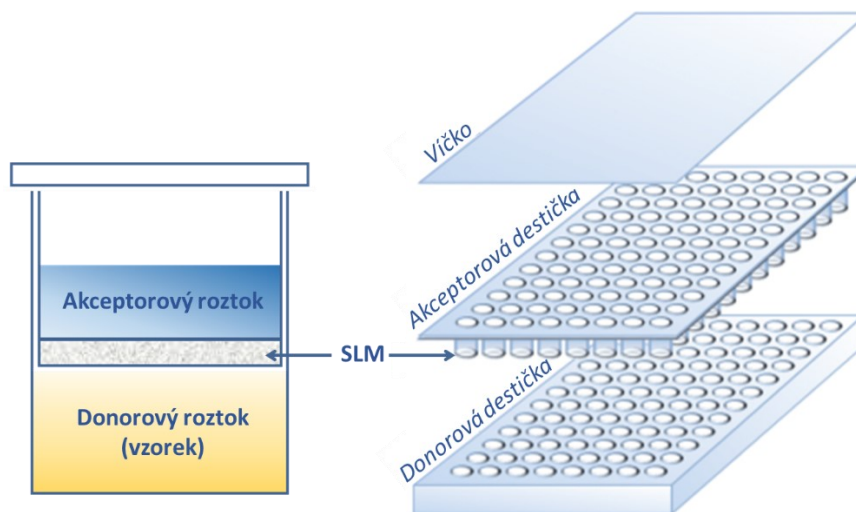 Víčko
Akceptorová destička
Akceptorový roztok
SLM
Donorový roztok
(vzorek)
Donorová destička